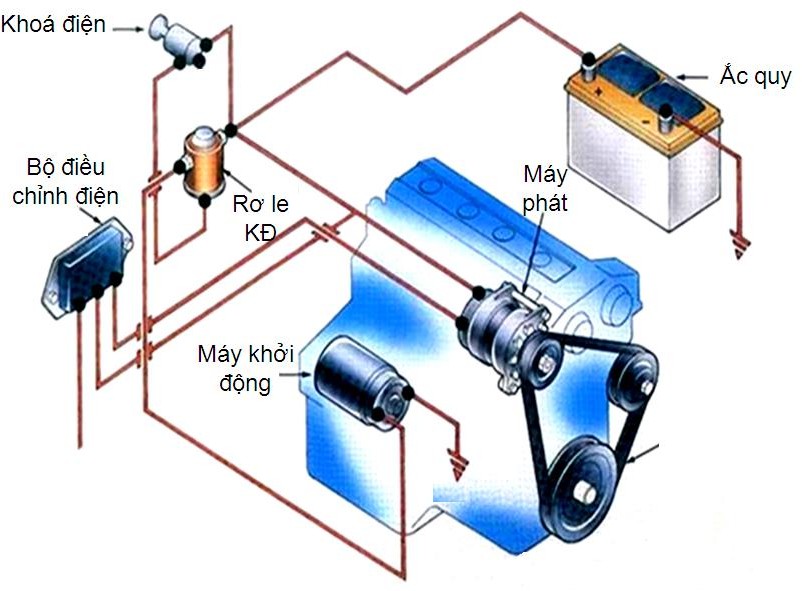 Khoá điện
Ắc quy
Bộ điều
chỉnh điện
Máy
phát
Rơ le
KĐ
Máy khởi
động
+
-